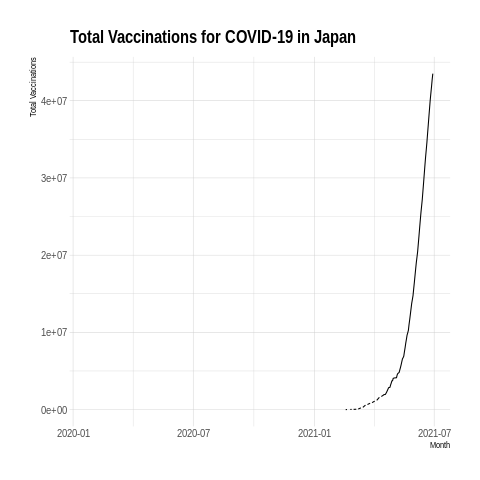 Total Vaccinations for COVID-19 in Japan
Total Vaccinations
4e+07
3e+07
2e+07
1e+07
0e+00
2020-01 2020-07 2021-01 2021-07
Month